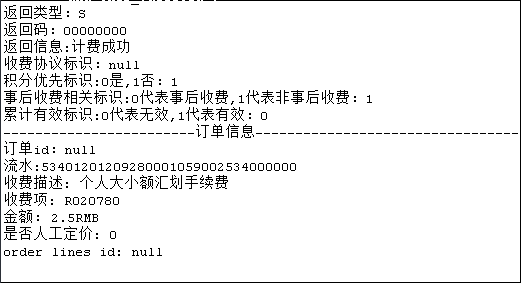 返回类型: S
返回码: 00000000
返回信息:计费成功
收费协议标识: null
积分优先标识:0是,1否: 1
事后收费相关标识:0代表事后收费,1代表非事后收费: 1
累计有效标识:0代表无效,1代表有效: 0
------------------------订单信息---------------------------------
订单id: null
流水:53401201209280001059002534000000
收费描述: 个人大小额汇划手续费
收费项: R020780
金额: 2.5RMB
是否人工定价: 0
order lines id: null